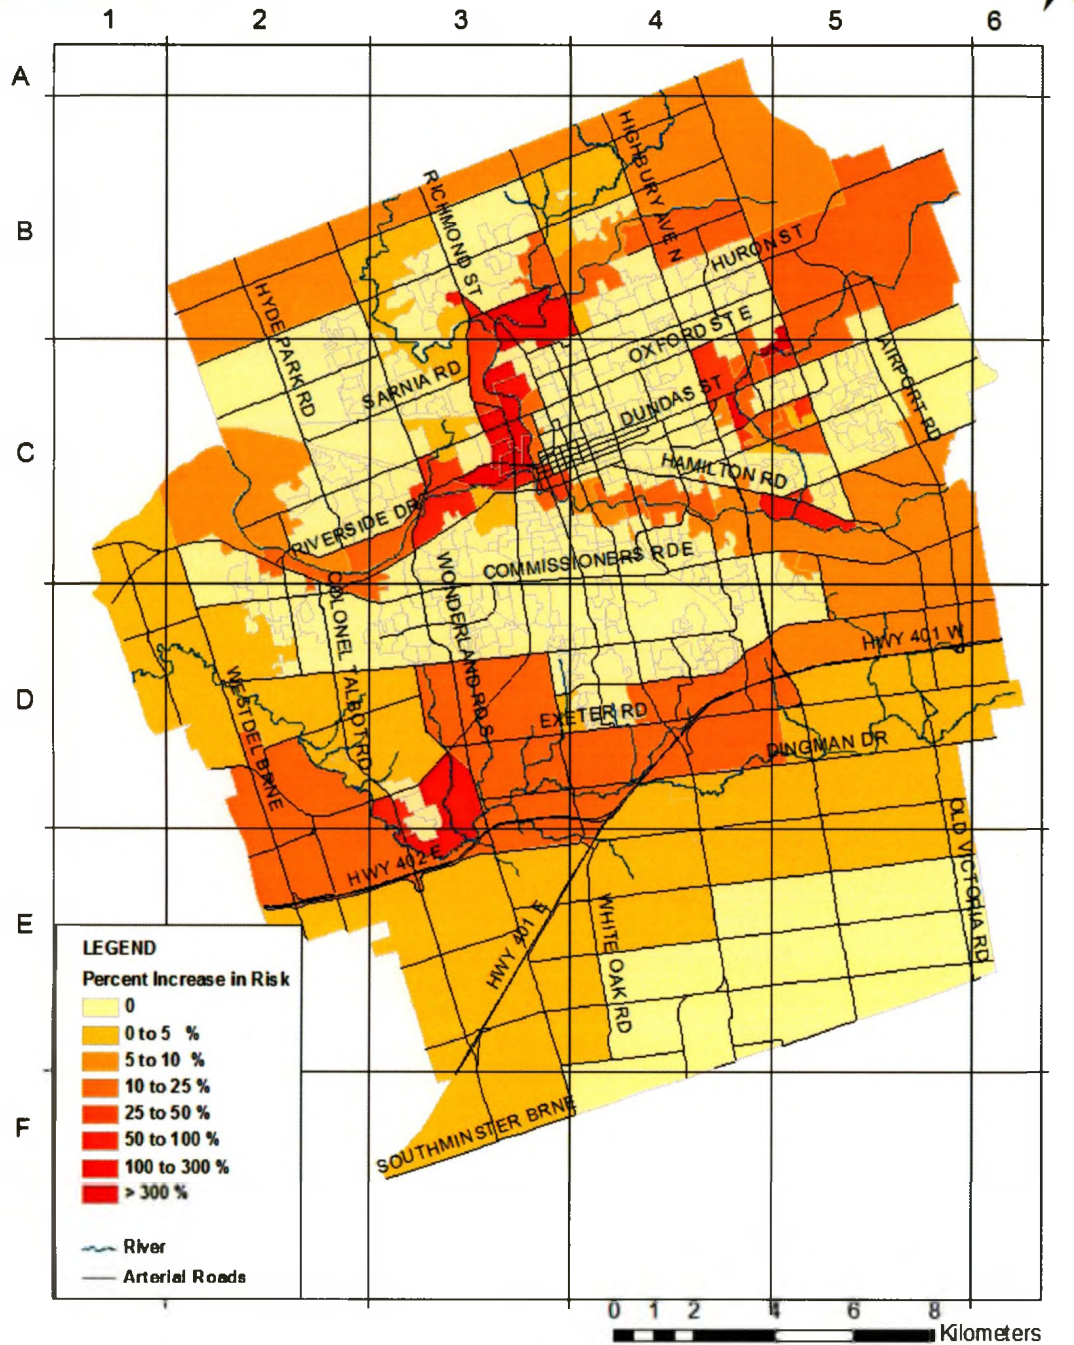 1 2 3 4 5 6
A
B
C
D
E
F
HIGHBURY AVE N
RICHMOND ST
HURON ST
HYDE PARK RD
OXFORD ST E
AIRPORT RD
SARNIA RD
DUNDAS ST
HAMILTON RD
RIVERSIDE DR
COMMISSIONERS RD E
COLONEL TALBOT RD
WONDERLAND RD S
HWY 401 W
WESTDEL BRNE
EXETER RD
DINGMAN DR
OLD VICTORIA RD
HWY 402 E
HWY 401 E
WHITE OAK RD
SOUTHMINSTER BRNE
LEGEND
Percent Increase in Risk
0
0 to 5 %
5 to 10 %
10 to 25 %
25 to 50 %
50 to 100 %
100 to 300 %
> 300 %
River
Arterial Roads
0 1 2 4 6 8
Kilometers